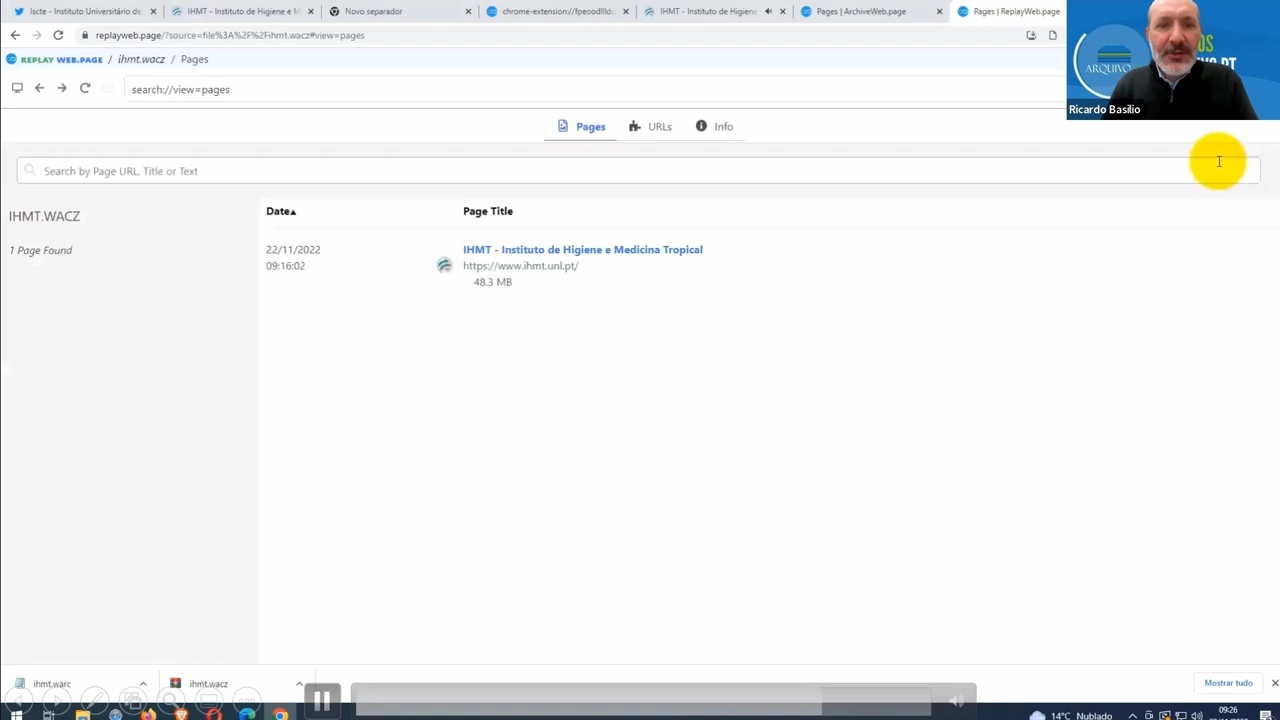 Iscte - Instituto Universitário de
IHMT - Instituto de Higiene e M
Novo separador
chrome-extension://fpeoodllld
IHMT - Instituto de Higiene
Pages | ArchiveWeb.page
Pages | ReplayWeb.page
replayweb.page/?source=file%3A%2F%2Fihmt.wacz#view=pages
REPLAY WEB.PAGE / ihmt.wacz / Pages
search://view=pages
ARQUIVO
Ricardo Basílio
Pages
URLs
Info
Search by Page URL, Title or Text
IHMT.WACZ
1 Page Found
Date▴
Page Title
22/11/2022
09:16:02
IHMT - Instituto de Higiene e Medicina Tropical
https://www.ihmt.unl.pt/
48.3 MB
ihmt.warc
ihmt.wacz
Mostrar tudo
14°C Nublado
09:26